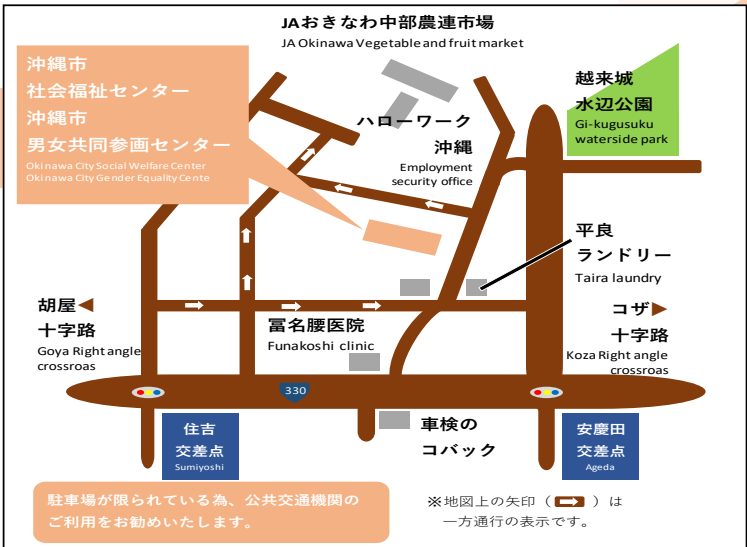 JAおきなわ中部農連市場
JA Okinawa Vegetable and fruit market
沖縄市
社会福祉センター
沖縄市
男女共同参画センター
Okinawa City Social Welfare Center
Okinawa City Gender Equality Cente
ハローワーク
沖縄
Employment
security office
越来城
水辺公園
Gi-kugusuku
waterside park
平良
ランドリー
Taira laundry
胡屋◀
十字路
Goya Right angle
crossroas
冨名腰医院
Funakoshi clinic
コザ▶
十字路
Koza Right angle
crossroas
330
住吉
交差点
Sumiyoshi
車検の
コバック
安慶田
交差点
Ageda
駐車場が限られている為、公共交通機関の
ご利用をお勧めいたします。
※地図上の矢印（ ➡ ）は
一方通行の表示です。